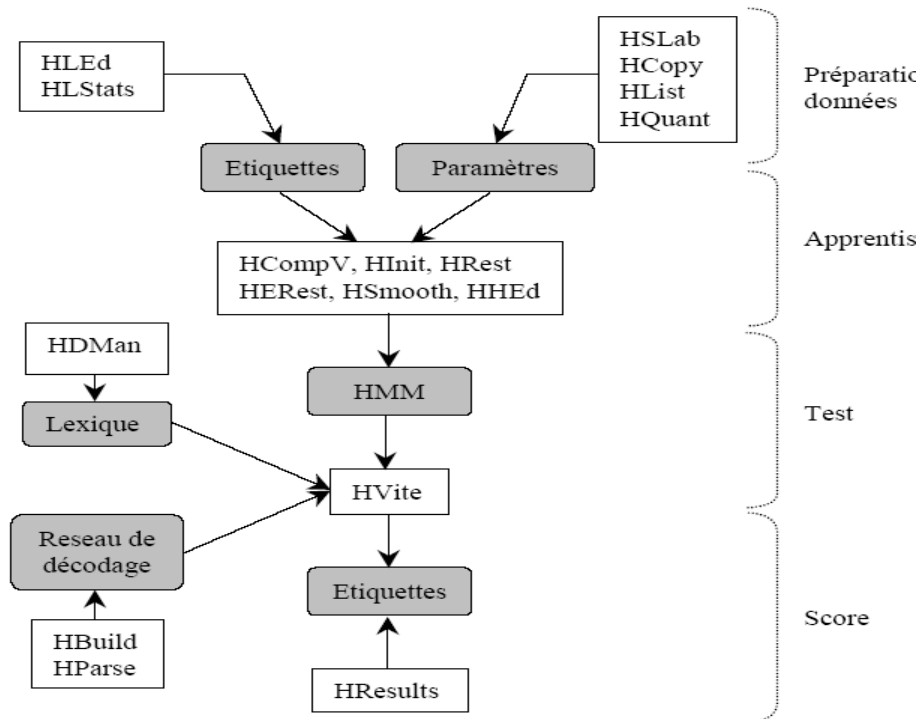 HLEd
HLStats
HSLab
HCopy
HList
HQuant
Préparatio
données
Etiquettes
Paramètres
Apprentis
HCompV, HInit, HRest
HERest, HSmooth, HHEd
HDMan
HMM
Lexique
Test
HVite
Reseau de
décodage
Etiquettes
Score
HBuild
HParse
HResults